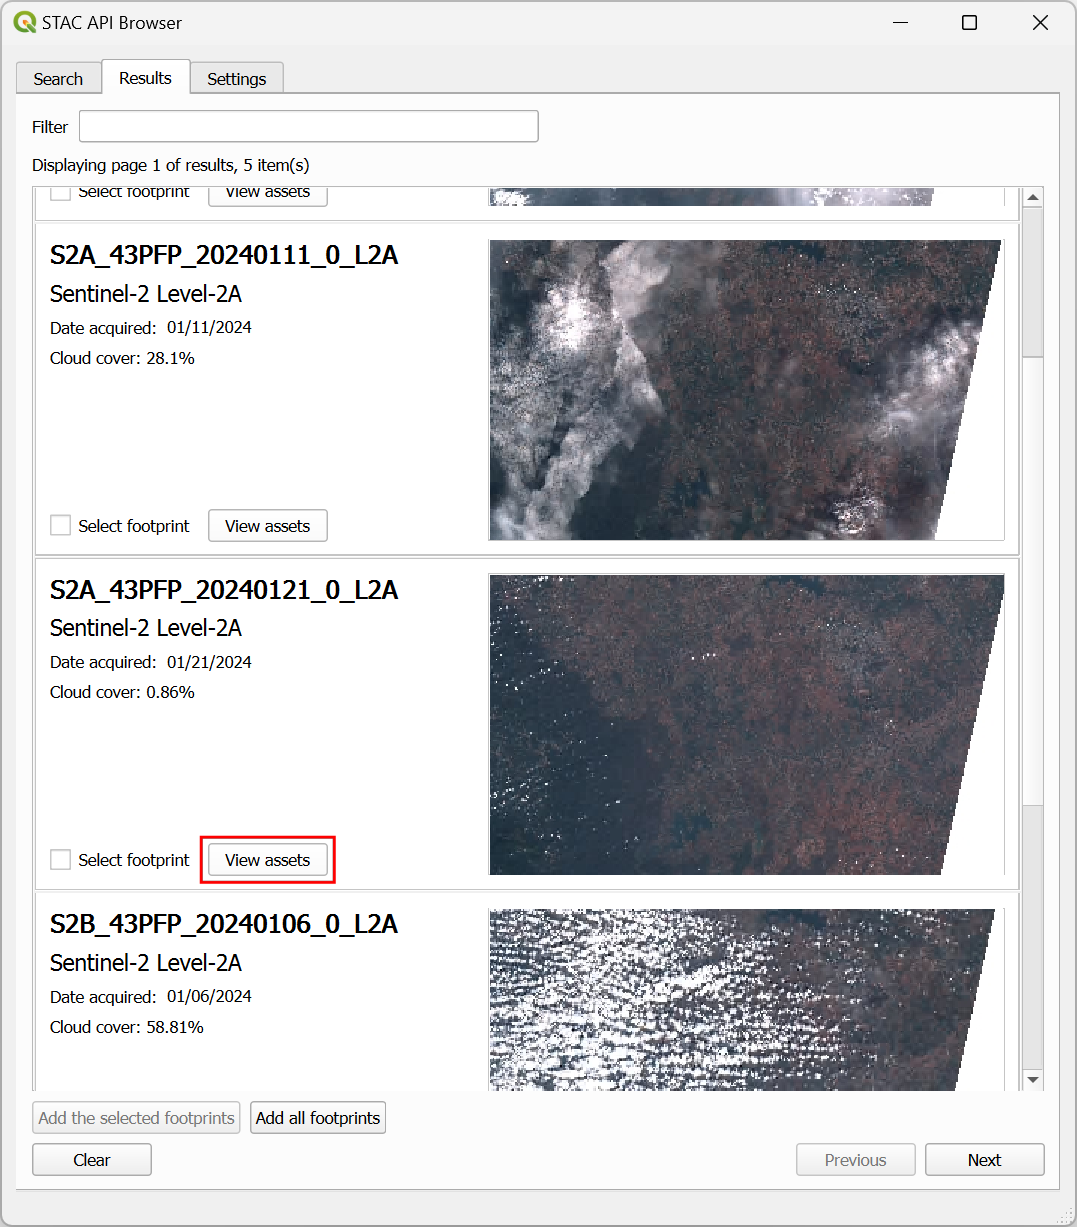 STAC API Browser
Search Results Settings
Filter
Displaying page 1 of results, 5 item(s)
Select footprint View assets
S2A_43PFP_20240111_0_L2A
Sentinel-2 Level-2A
Date acquired: 01/11/2024
Cloud cover: 28.1%
Select footprint View assets
S2A_43PFP_20240121_0_L2A
Sentinel-2 Level-2A
Date acquired: 01/21/2024
Cloud cover: 0.86%
Select footprint View assets
S2B_43PFP_20240106_0_L2A
Sentinel-2 Level-2A
Date acquired: 01/06/2024
Cloud cover: 58.81%
Add the selected footprints Add all footprints
Clear Previous Next